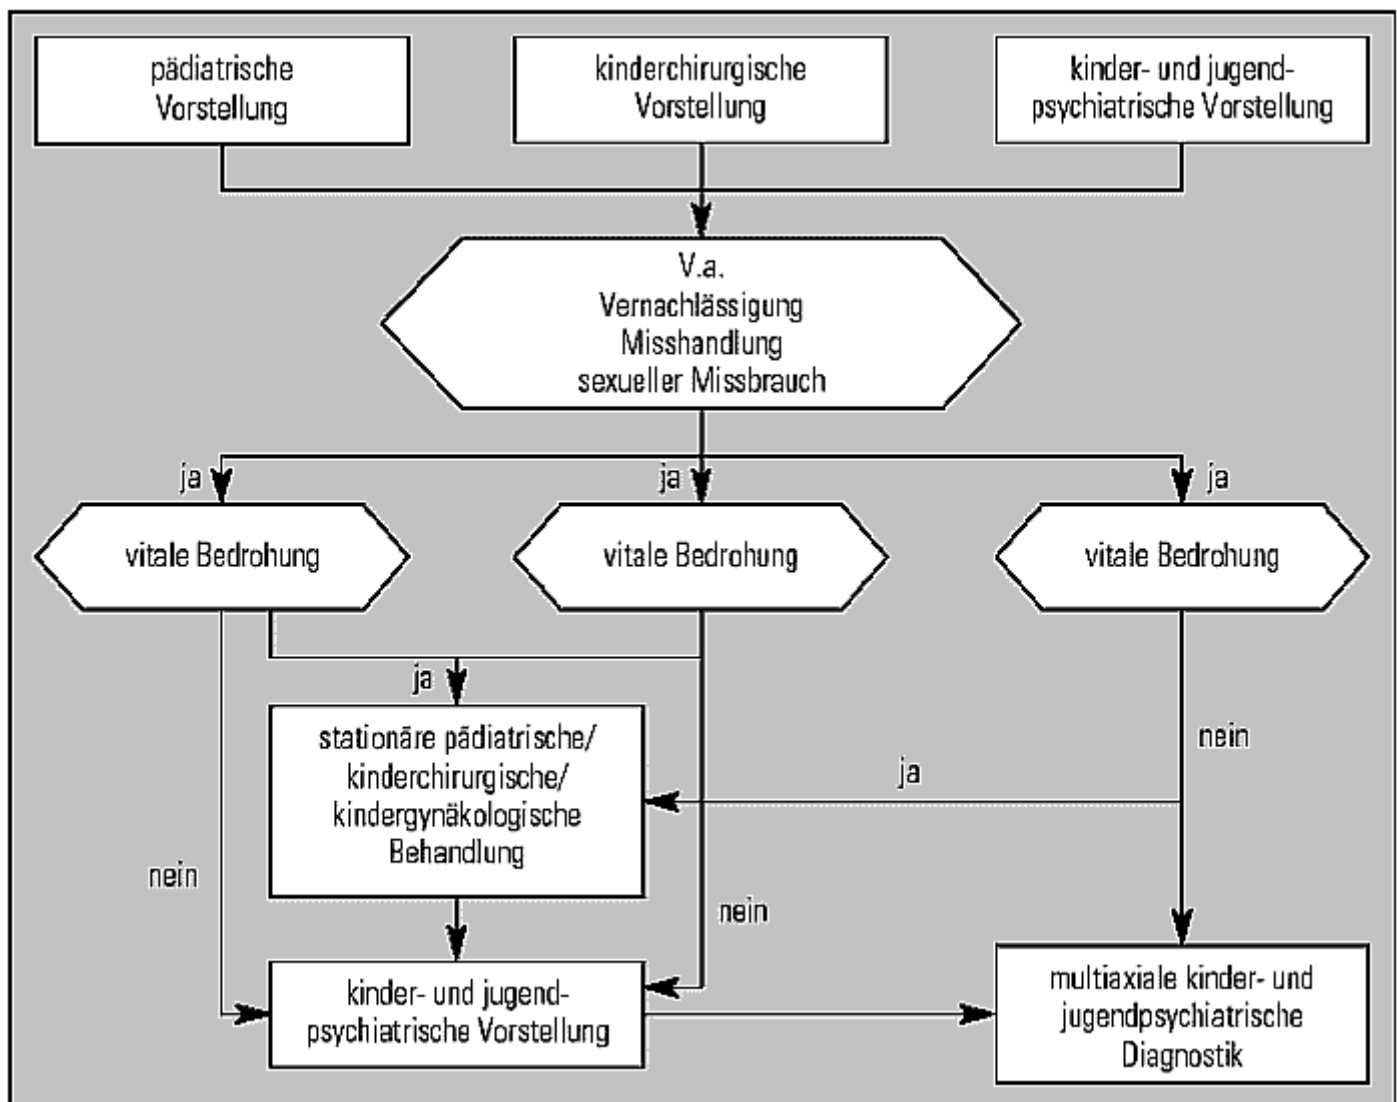 pädiatrische
Vorstellung
kinderchirurgische
Vorstellung
kinder- und jugend-
psychiatrische Vorstellung
V.a.
Vernachlässigung
Misshandlung
sexueller Missbrauch
ja
ja
ja
vitale Bedrohung
vitale Bedrohung
vitale Bedrohung
ja
stationäre pädiatrische/
kinderchirurgische/
kindergynäkologische
Behandlung
ja
nein
nein
nein
kinder- und jugend-
psychiatrische Vorstellung
multiaxiale kinder- und
jugendpsychiatrische
Diagnostik